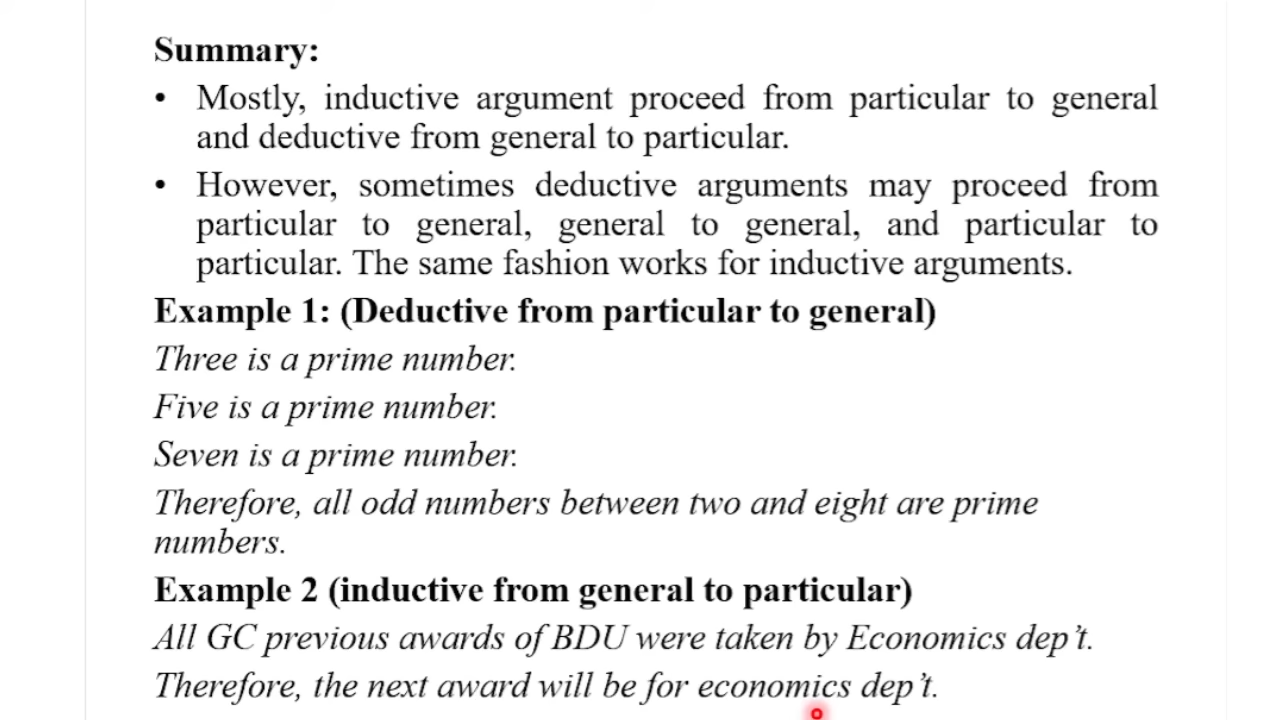 Summary:
• Mostly, inductive argument proceed from particular to general
and deductive from general to particular.
• However, sometimes deductive arguments may proceed from
particular to general, general to general, and particular to
particular. The same fashion works for inductive arguments.
Example 1: (Deductive from particular to general)
Three is a prime number.
Five is a prime number.
Seven is a prime number.
Therefore, all odd numbers between two and eight are prime
numbers.
Example 2 (inductive from general to particular)
All GC previous awards of BDU were taken by Economics dep’t.
Therefore, the next award will be for economics dep’t.